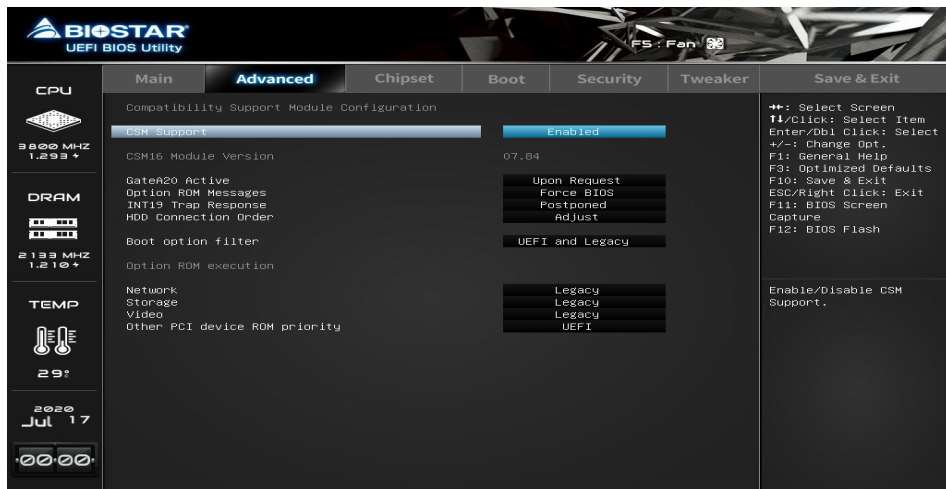 BIOSTAR
UEFI BIOS Utility
F5 : Fan
Main Advanced Chipset Boot Security Tweaker Save & Exit
CPU
3800 MHZ
1.293 +
DRAM
2133 MHZ
1.210 +
TEMP
29°C
2020
Jul 17
00:00
Compatibility Support Module Configuration
CSM Support Enabled
CSM16 Module Version 07.84
GateA20 Active Upon Request
Option ROM Messages Force BIOS
INT19 Trap Response Postponed
HDD Connection Order Adjust
Boot option filter UEFI and Legacy
Option ROM execution
Network Legacy
Storage Legacy
Video Legacy
Other PCI device ROM priority UEFI
→←: Select Screen
↑↓/Click: Select Item
Enter/Dbl Click: Select
+/-: Change Opt.
F1: General Help
F3: Optimized Defaults
F10: Save & Exit
ESC/Right Click: Exit
F11: BIOS Screen
Capture
F12: BIOS Flash
Enable/Disable CSM
Support.